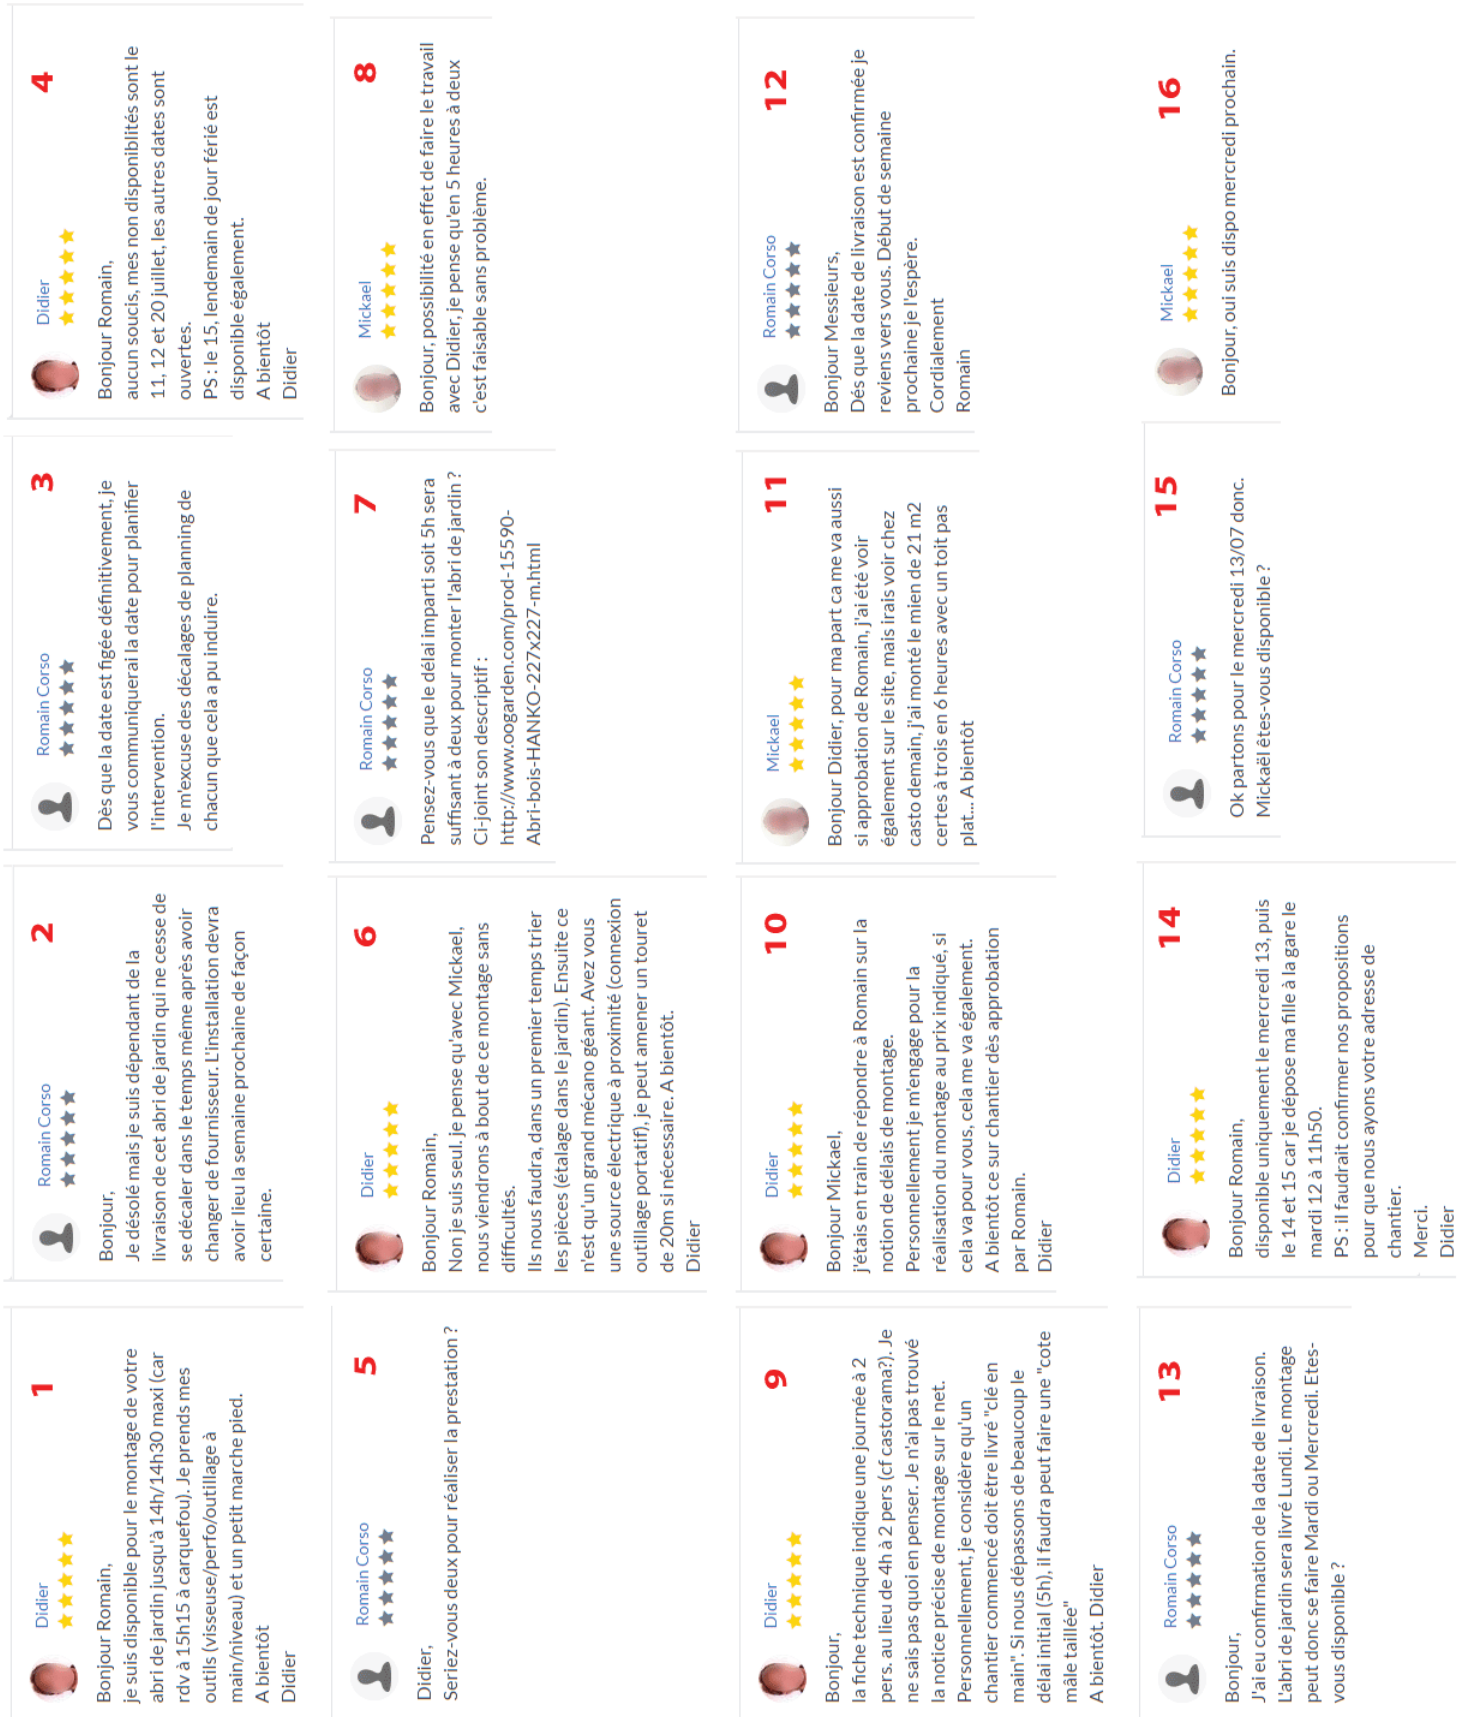 1
Didier
Bonjour Romain,
je suis disponible pour le montage de votre
abri de jardin jusqu'à 14h/14h30 maxi (car
rdv à 15h15 à carquefou). Je prends mes
outils (visseuse/perfo/outillage à
main/niveau) et un petit marche pied.
A bientôt
Didier
2
Romain Corso
Bonjour,
Je désolé mais je suis dépendant de la
livraison de cet abri de jardin qui ne cesse de
se décaler dans le temps même après avoir
changer de fournisseur. L'installation devra
avoir lieu la semaine prochaine de façon
certaine.
3
Romain Corso
Dès que la date est figée définitivement, je
vous communiquerai la date pour planifier
l'intervention.
Je m'excuse des décalages de planning de
chacun que cela a pu induire.
4
Didier
Bonjour Romain,
aucun soucis, mes non disponiblités sont le
11, 12 et 20 juillet, les autres dates sont
ouvertes.
PS : le 15, lendemain de jour férié est
disponible également.
A bientôt
Didier
5
Romain Corso
Didier,
Seriez-vous deux pour réaliser la prestation ?
6
Didier
Bonjour Romain,
Non je suis seul. je pense qu'avec Mickael,
nous viendrons à bout de ce montage sans
difficultés.
Ils nous faudra, dans un premier temps trier
les pièces (étalage dans le jardin). Ensuite ce
n'est qu'un grand mécano géant. Avez vous
une source électrique à proximité (connexion
outillage portatif), je peut amener un touret
de 20m si nécessaire. A bientôt.
Didier
7
Romain Corso
Pensez-vous que le délai imparti soit 5h sera
suffisant à deux pour monter l'abri de jardin ?
Ci-joint son descriptif :
http://www.oogarden.com/prod-15590-
Abri-bois-HANKO-227x227-m.html
8
Mickael
Bonjour, possibilité en effet de faire le travail
avec Didier, je pense qu'en 5 heures à deux
c'est faisable sans problème.
9
Didier
Bonjour,
la fiche technique indique une journée à 2
pers. au lieu de 4h à 2 pers (cf castorama?). Je
ne sais pas quoi en penser. Je n'ai pas trouvé
la notice précise de montage sur le net.
Personnellement, je considère qu'un
chantier commencé doit être livré "clé en
main". Si nous dépassons de beaucoup le
délai initial (5h), il faudra peut faire une "cote
mâle taillée"
A bientôt. Didier
10
Didier
Bonjour Mickael,
j'étais en train de répondre à Romain sur la
notion de délais de montage.
Personnellement je m'engage pour la
réalisation du montage au prix indiqué, si
cela va pour vous, cela me va également.
A bientôt ce sur chantier dès approbation
par Romain.
Didier
11
Mickael
Bonjour Didier, pour ma part ca me va aussi
si approbation de Romain, j'ai été voir
également sur le site, mais irais voir chez
casto demain, j'ai monté le mien de 21 m2
certes à trois en 6 heures avec un toit pas
plat... A bientôt
12
Romain Corso
Bonjour Messieurs,
Dés que la date de livraison est confirmée je
reviens vers vous. Début de semaine
prochaine je l'espère.
Cordialement
Romain
13
Romain Corso
Bonjour,
J'ai eu confirmation de la date de livraison.
L'abri de jardin sera livré Lundi. Le montage
peut donc se faire Mardi ou Mercredi. Etes-
vous disponible ?
14
Didier
Bonjour Romain,
disponible uniquement le mercredi 13, puis
le 14 et 15 car je dépose ma fille à la gare le
mardi 12 à 11h50.
PS : il faudrait confirmer nos propositions
pour que nous ayons votre adresse de
chantier.
Merci.
Didier
15
Romain Corso
Ok partons pour le mercredi 13/07 donc.
Mickaël êtes-vous disponible ?
16
Mickael
Bonjour, oui suis dispo mercredi prochain.